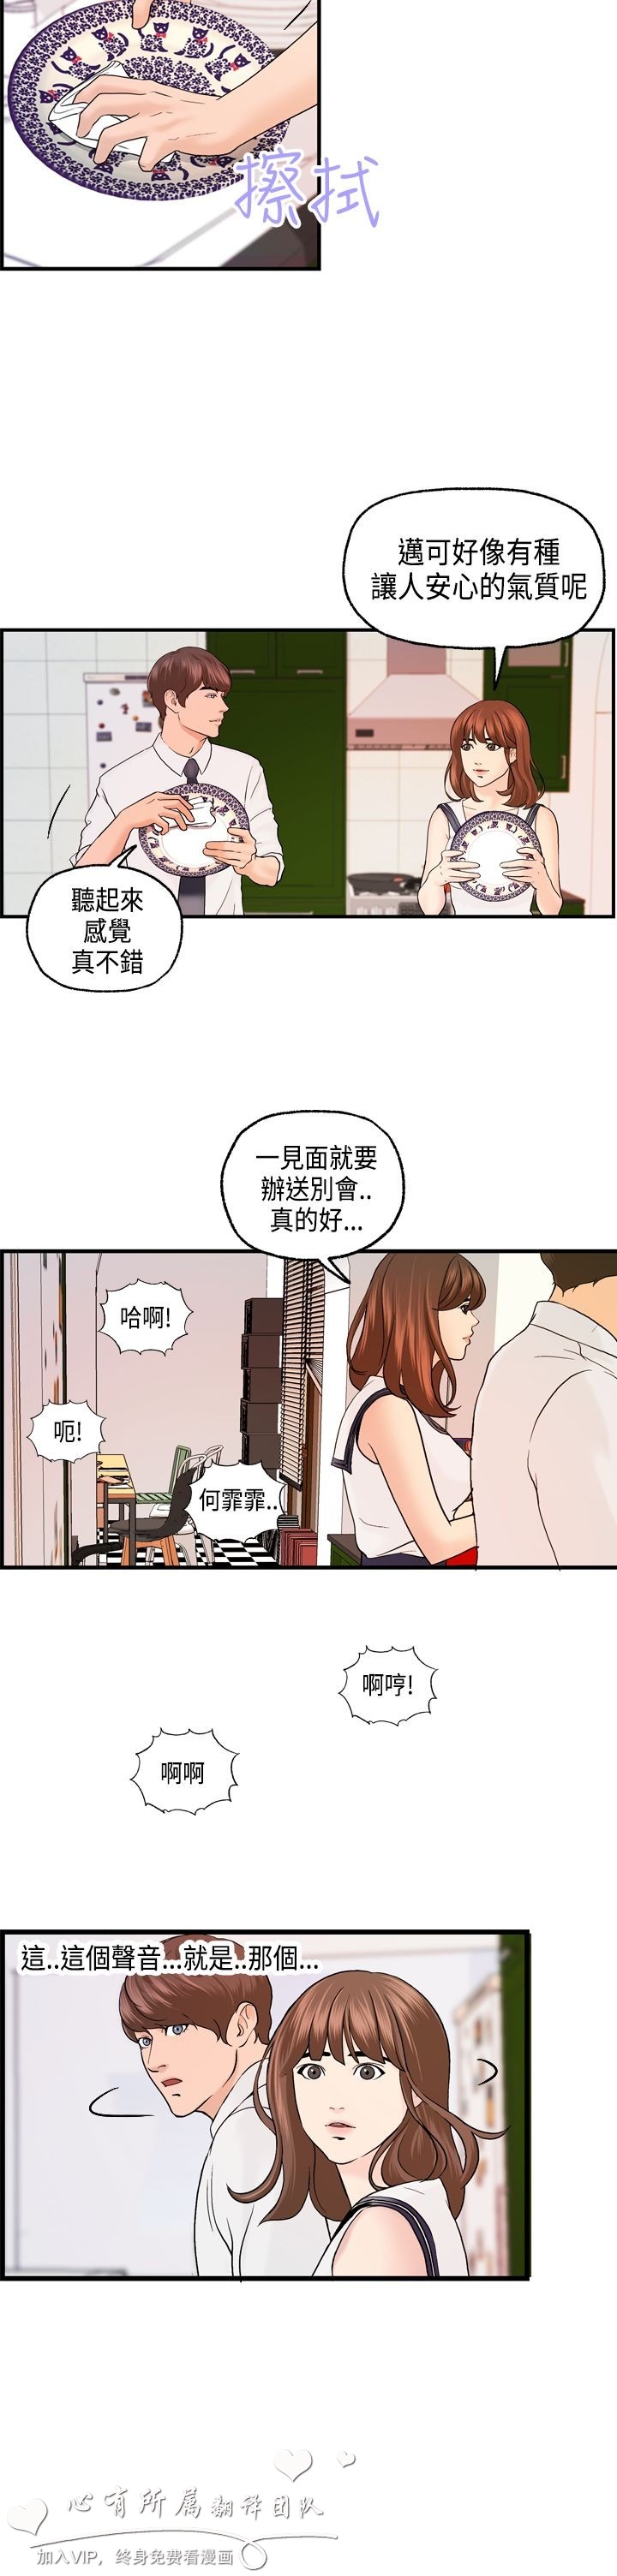 擦拭
邁可好像有種
讓人安心的氣質呢
聽起來
感覺
真不錯
一見面就要
辦送別會..
真的好...
哈啊!
呃!
何霏霏..
啊哼!
啊啊
這..這個聲音...就是..那個...
心有所属翻译团队
加入VIP，终身免费看漫画